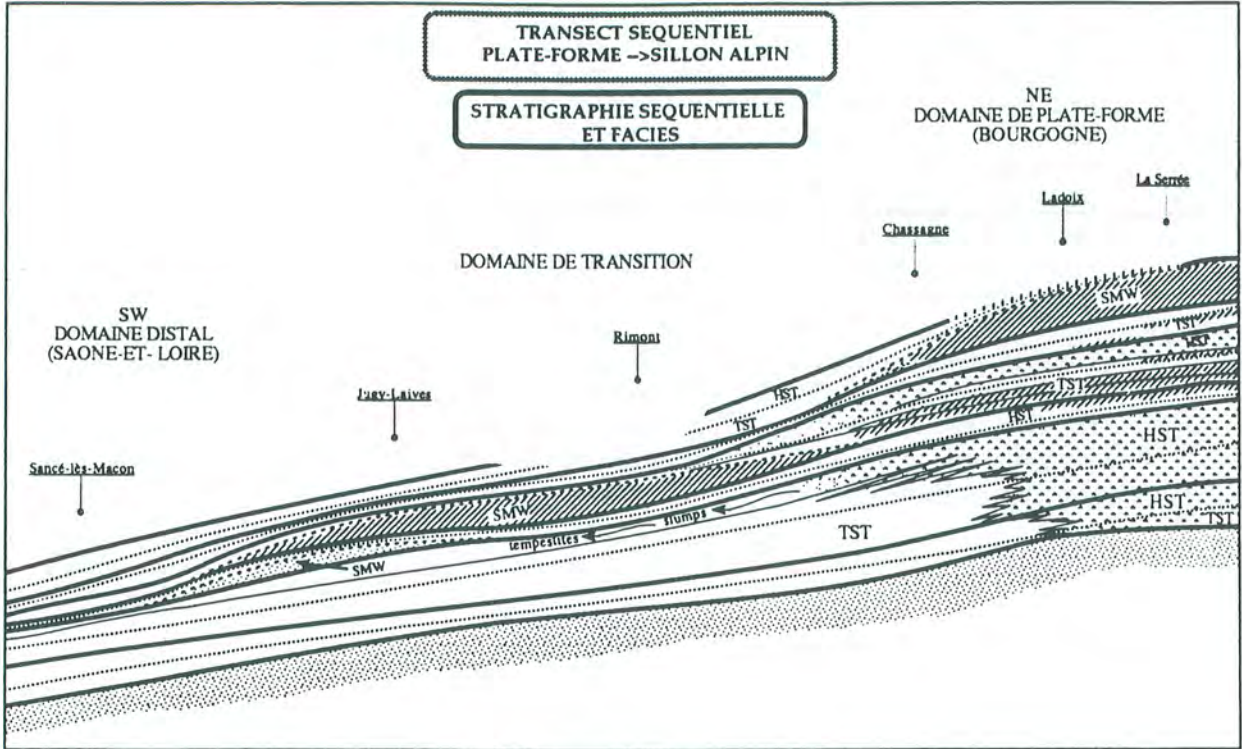 TRANSECT SEQUENTIEL
PLATE-FORME -->SILLON ALPIN
STRATIGRAPHIE SEQUENTIELLE
ET FACIES
NE
DOMAINE DE PLATE-FORME
(BOURGOGNE)
La Serrée
Ladoix
Chassagne
DOMAINE DE TRANSITION
SW
DOMAINE DISTAL
(SAONE-ET- LOIRE)
Rimont
Jugy-Laives
Sancé-lès-Macon
SMW
TST
HST
TST
HST
HST
TST
HST
HST
TST
SMW
slumps
tempestites
TST
SMW